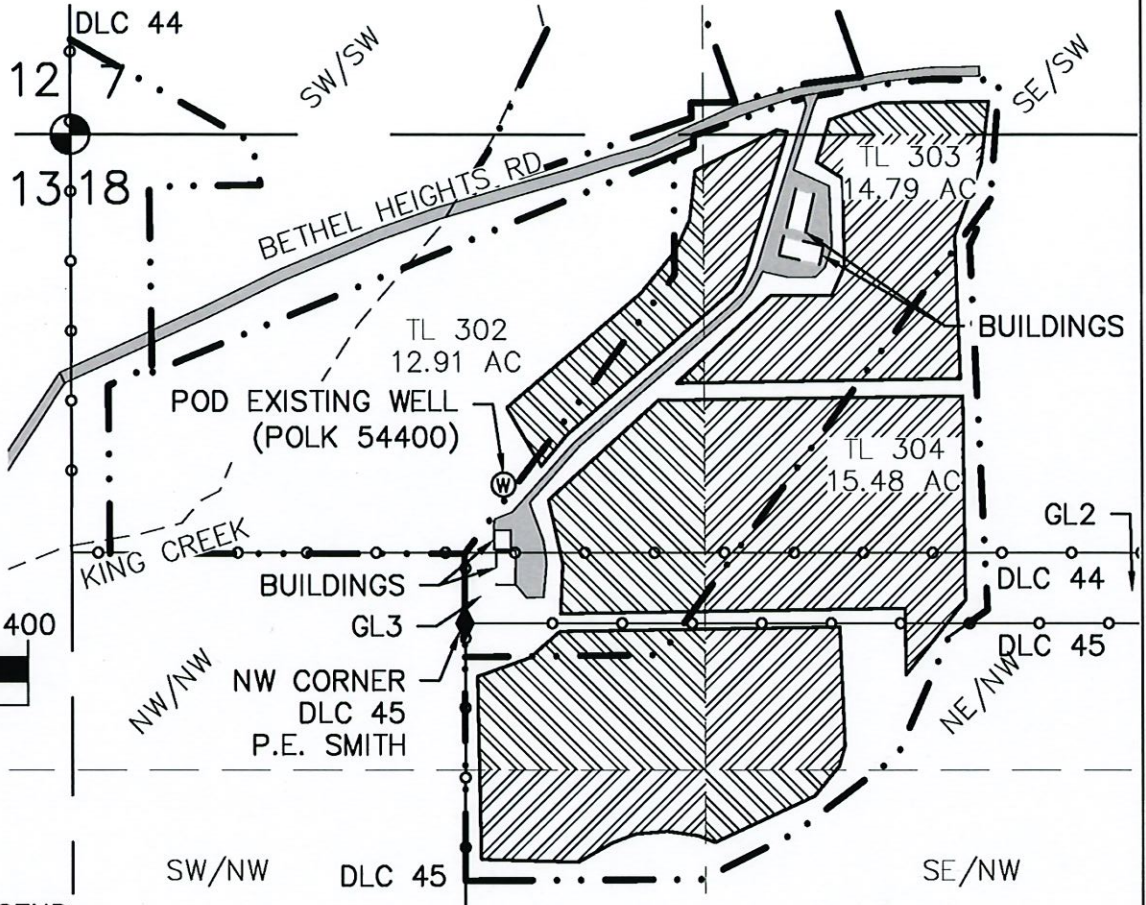 DLC 44
12 7
13 18
SW/SW
SE/SW
BETHEL HEIGHTS RD
TL 303
14.79 AC
TL 302
12.91 AC
BUILDINGS
POD EXISTING WELL
(POLK 54400)
W
TL 304
15.48 AC
GL2
KING CREEK
BUILDINGS
DLC 44
GL3
400
DLC 45
NW CORNER
DLC 45
P.E. SMITH
NW/NW
NE/NW
SW/NW
DLC 45
SE/NW